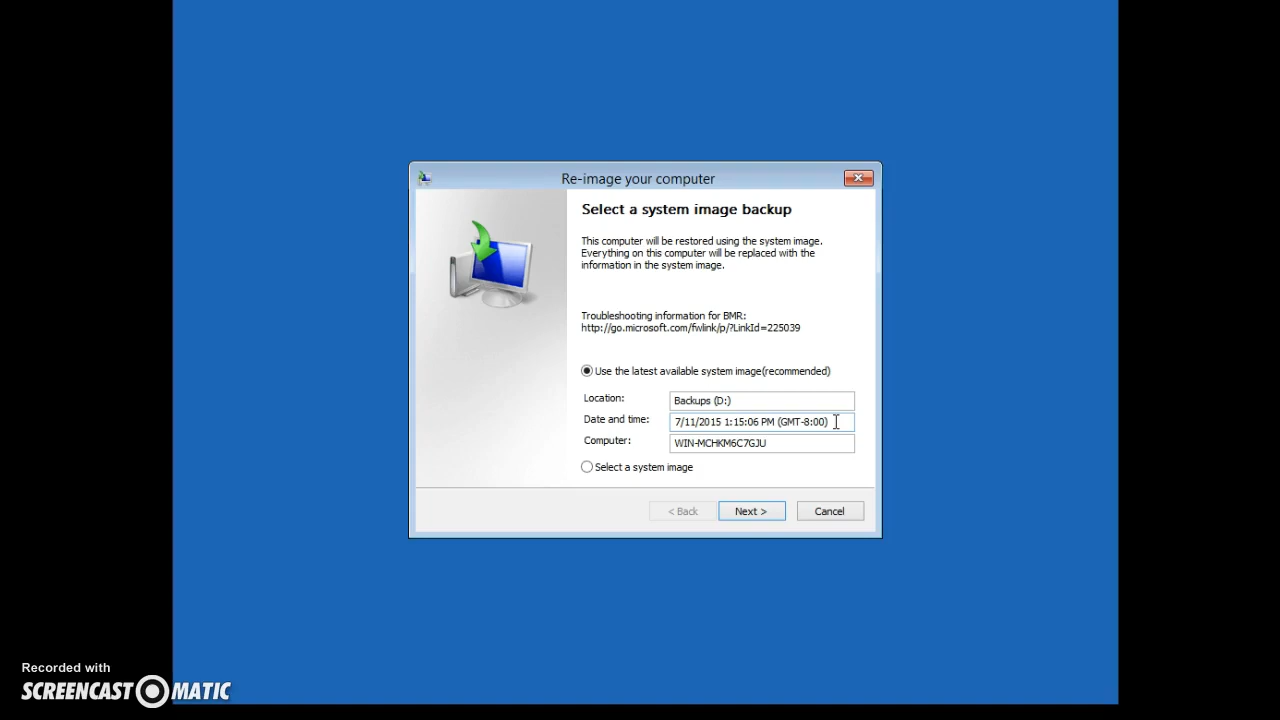 Re-image your computer
Select a system image backup
This computer will be restored using the system image.
Everything on this computer will be replaced with the
information in the system image.
Troubleshooting information for BMR:
http://go.microsoft.com/fwlink/p/?LinkId=225039
Use the latest available system image(recommended)
Location: Backups (D:)
Date and time: 7/11/2015 1:15:06 PM (GMT-8:00)
Computer: WIN-MCHKM6C7GJU
Select a system image
< Back Next > Cancel
Recorded with
SCREENCAST MATIC